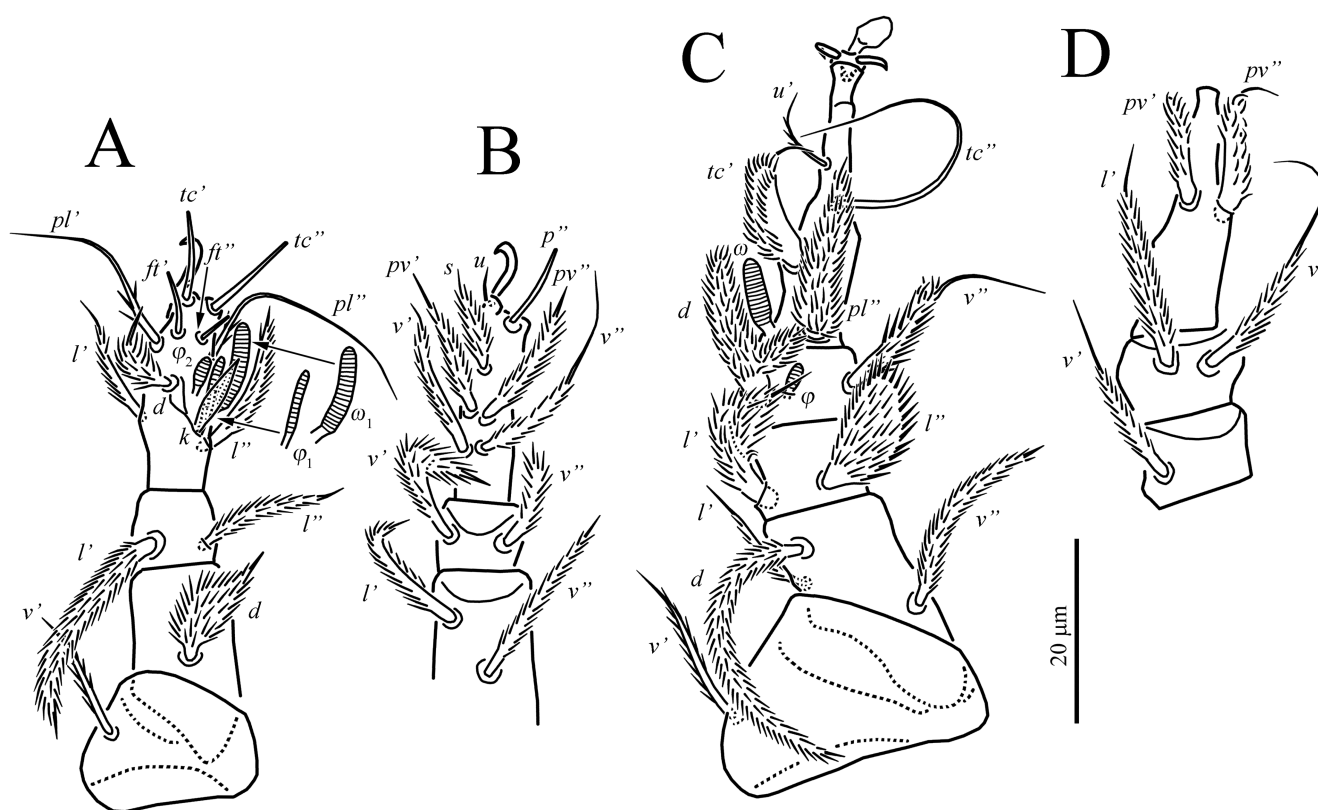 A
B
C
D
tc’
pl’
ft’
ft”
tc”
pl”
l’
φ2
d
k
l”
φ1
ω1
l’
l”
v’
d
pv’
s
u
p”
pv”
v’
v”
v’
v”
l’
v”
u’
tc’
tc”
ω
d
pl”
v”
φ
l’
l”
l’
v”
d
v’
pv’
pv”
l’
v”
v’
20 µm